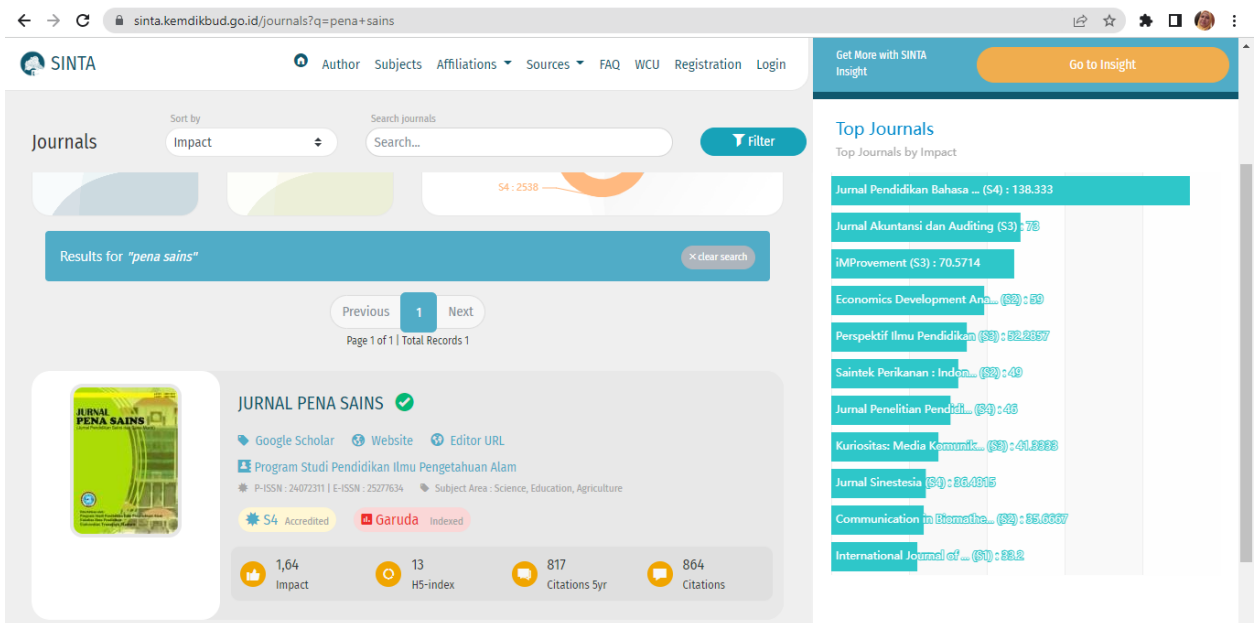 sinta.kemdikbud.go.id/journals?q=pena+sains
SINTA
Author Subjects Affiliations Sources FAQ WCU Registration Login
Get More with SINTA
Insight
Go to Insight
Journals
Sort by
Impact
Search journals
Search...
Filter
S4 : 2538
Results for "pena sains"
× clear search
Previous 1 Next
Page 1 of 1 | Total Records 1
JURNAL
PENA SAINS
JURNAL PENA SAINS
Google Scholar Website Editor URL
Program Studi Pendidikan Ilmu Pengetahuan Alam
P-ISSN : 24072311 | E-ISSN : 25277634 Subject Area : Science, Education, Agriculture
S4 Accredited Garuda Indexed
1,64
Impact
13
H5-index
817
Citations 5yr
864
Citations
Top Journals
Top Journals by Impact
Jurnal Pendidikan Bahasa ... (S4) : 138.333
Jurnal Akuntansi dan Auditing (S3) : 73
iMProvement (S3) : 70.5714
Economics Development Ana... : 59
Perspektif Ilmu Pendidikan (S3) : 52.2857
Saintek Perikanan : Indon... (S2) : 49
Jurnal Penelitian Pendidi... : 46
Kuriositas: Media Komunik... (S3) : 41.3333
Jurnal Sinestesia : 36.4815
Communication in Biomathe... (S2) : 35.6667
International Journal of ... (S1) : 33.2